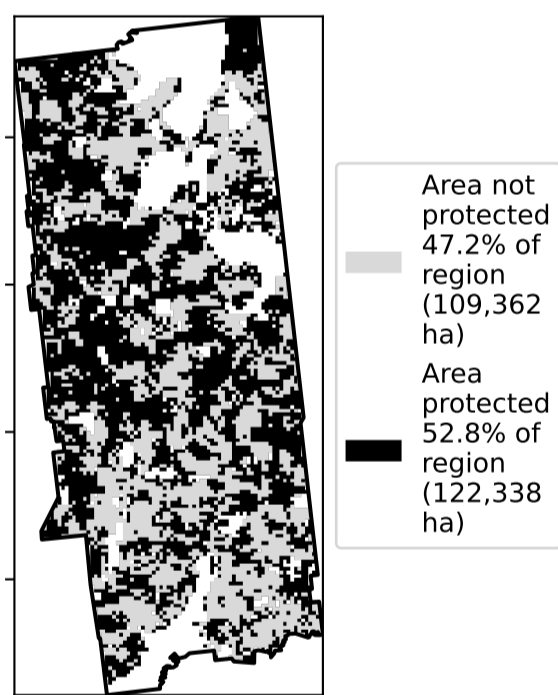 Area not
protected
47.2% of
region
(109,362
ha)
Area
protected
52.8% of
region
(122,338
ha)